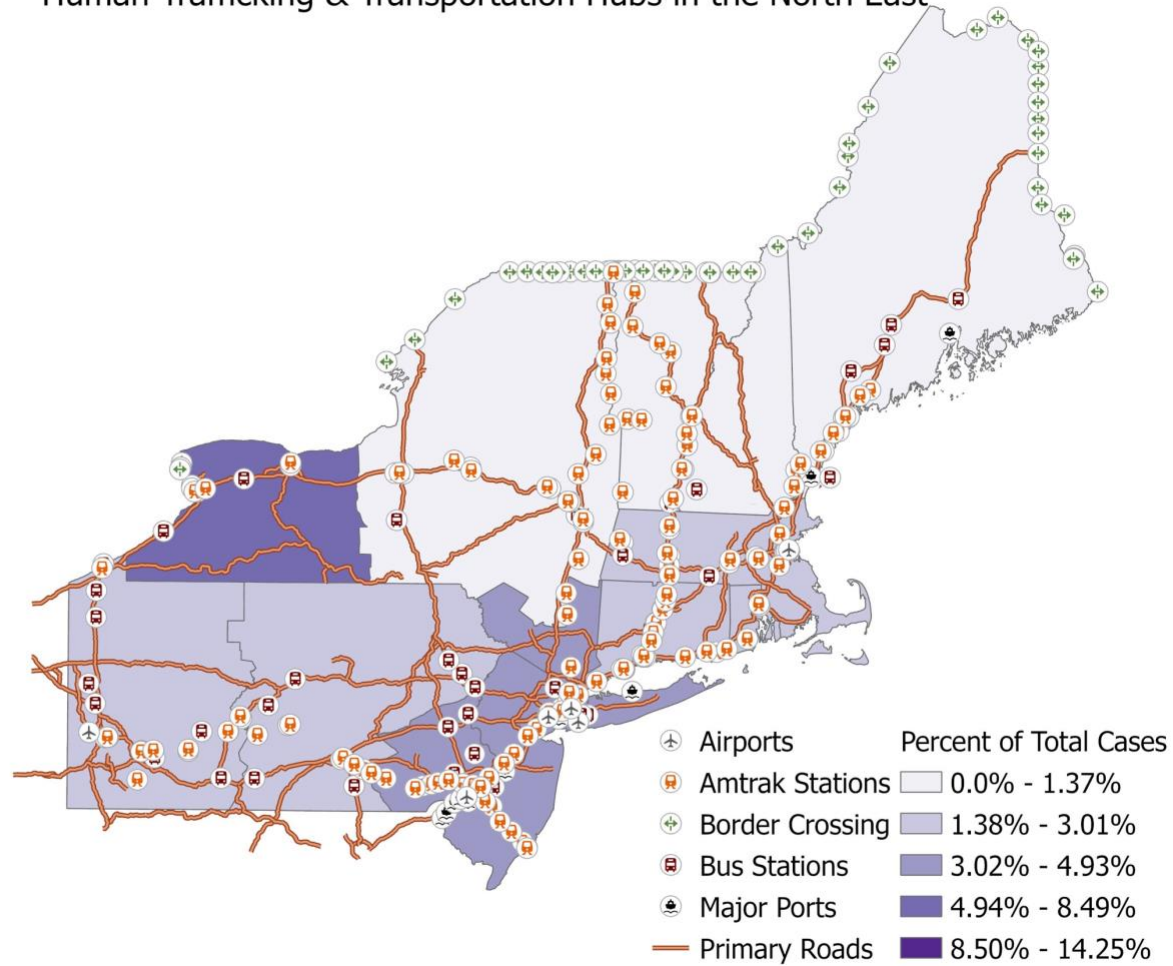 Human Trafficking & Transportation Hubs in the North East
Airports
Amtrak Stations
Border Crossing
Bus Stations
Major Ports
Primary Roads
Percent of Total Cases
0.0% - 1.37%
1.38% - 3.01%
3.02% - 4.93%
4.94% - 8.49%
8.50% - 14.25%